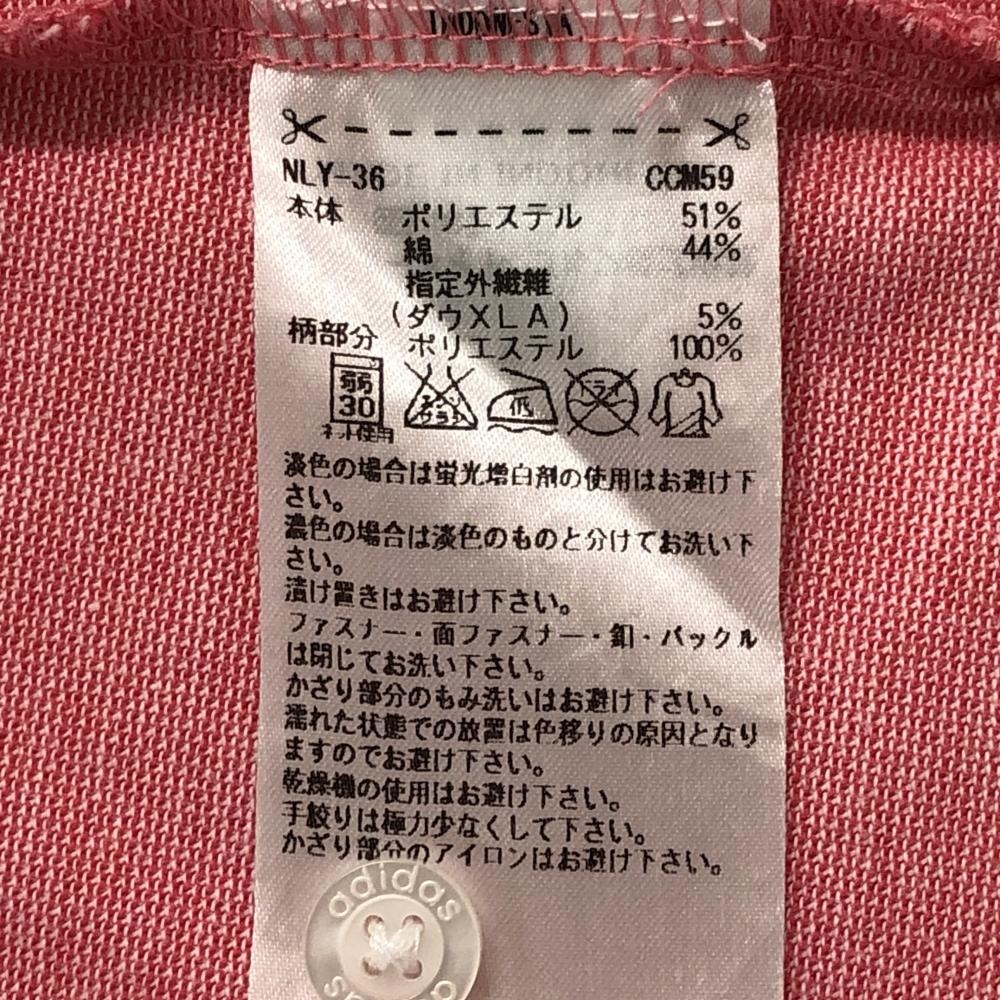 NLY-36 CCM59
本体 ポリエステル 51%
綿 44%
指定外繊維
(ダウXLA) 5%
柄部分 ポリエステル 100%
弱
30
ネット使用
エンソ
サラシ
低
ドライ
淡色の場合は蛍光増白剤の使用はお避け下
さい。
濃色の場合は淡色のものと分けてお洗い下
さい。
漬け置きはお避け下さい。
ファスナー・面ファスナー・釦・バックル
は閉じてお洗い下さい。
かざり部分のもみ洗いはお避け下さい。
濡れた状態での放置は色移りの原因となり
ますのでお避け下さい。
乾燥機の使用はお避け下さい。
手絞りは極力少なくして下さい。
かざり部分のアイロンはお避け下さい。
adidas